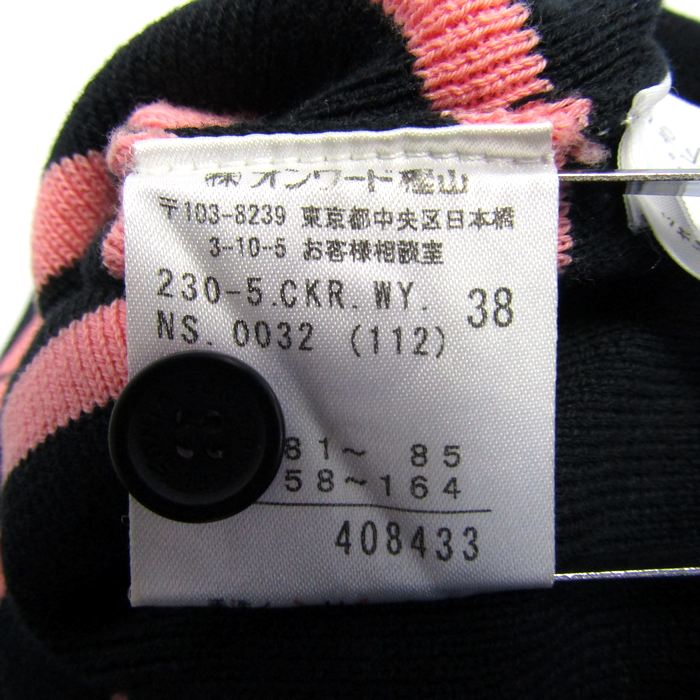 (株)オンワード樫山
〒103-8239 東京都中央区日本橋
3-10-5 お客様相談室
230-5.CKR.WY. 38
NS. 0032 (112)
81～ 85
58～164
408433